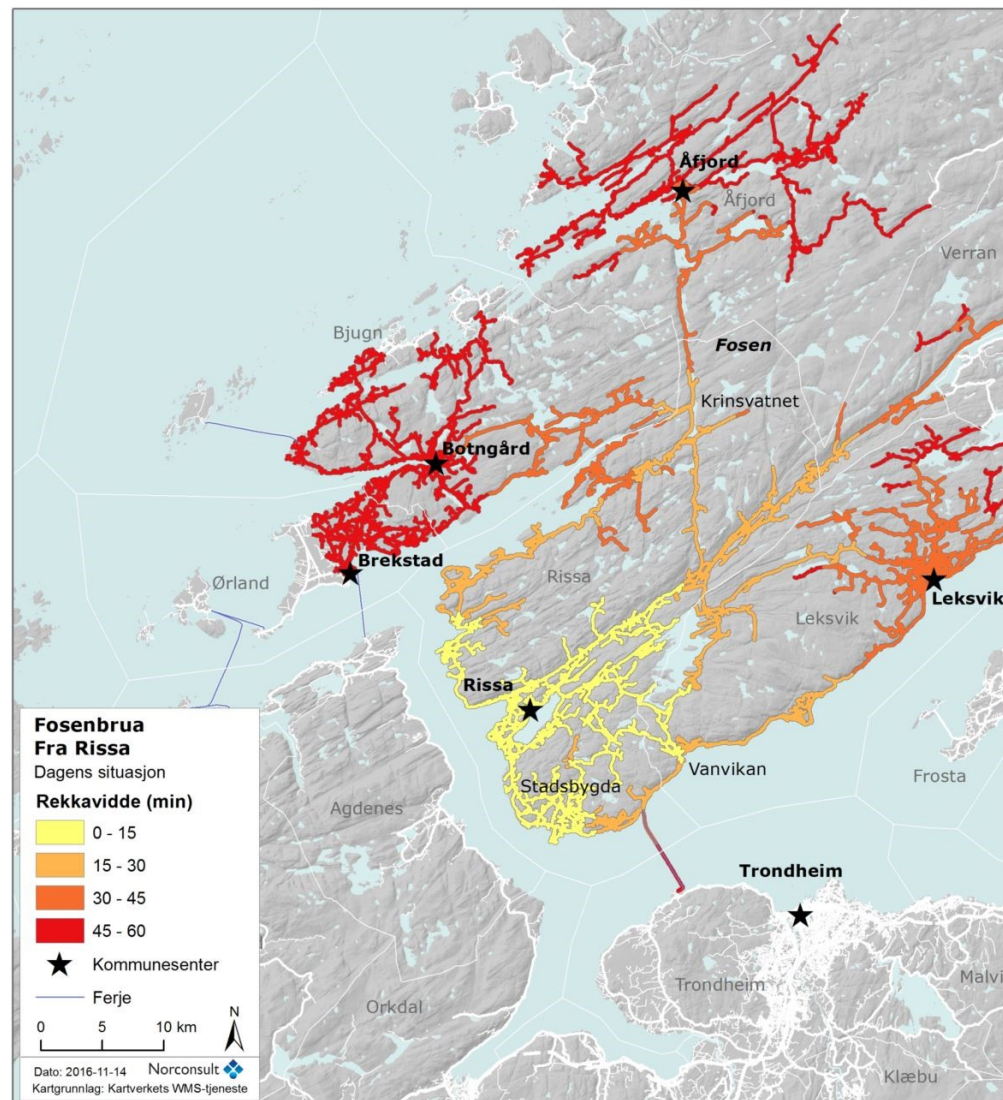 Åfjord
Åfjord
Verran
Bjugn
Fosen
Krinsvatnet
Botngård
Brekstad
Ørland
Rissa
Leksvik
Leksvik
Rissa
Vanvikan
Frosta
Stadsbygda
Agdenes
Trondheim
Trondheim
Malvi
Orkdal
Klæbu
Fosenbrua
Fra Rissa
Dagens situasjon
Rekkavidde (min)
0 - 15
15 - 30
30 - 45
45 - 60
Kommunesenter
Ferje
N
0 5 10 km
Dato: 2016-11-14 Norconsult
Kartgrunnlag: Kartverkets WMS-tjeneste